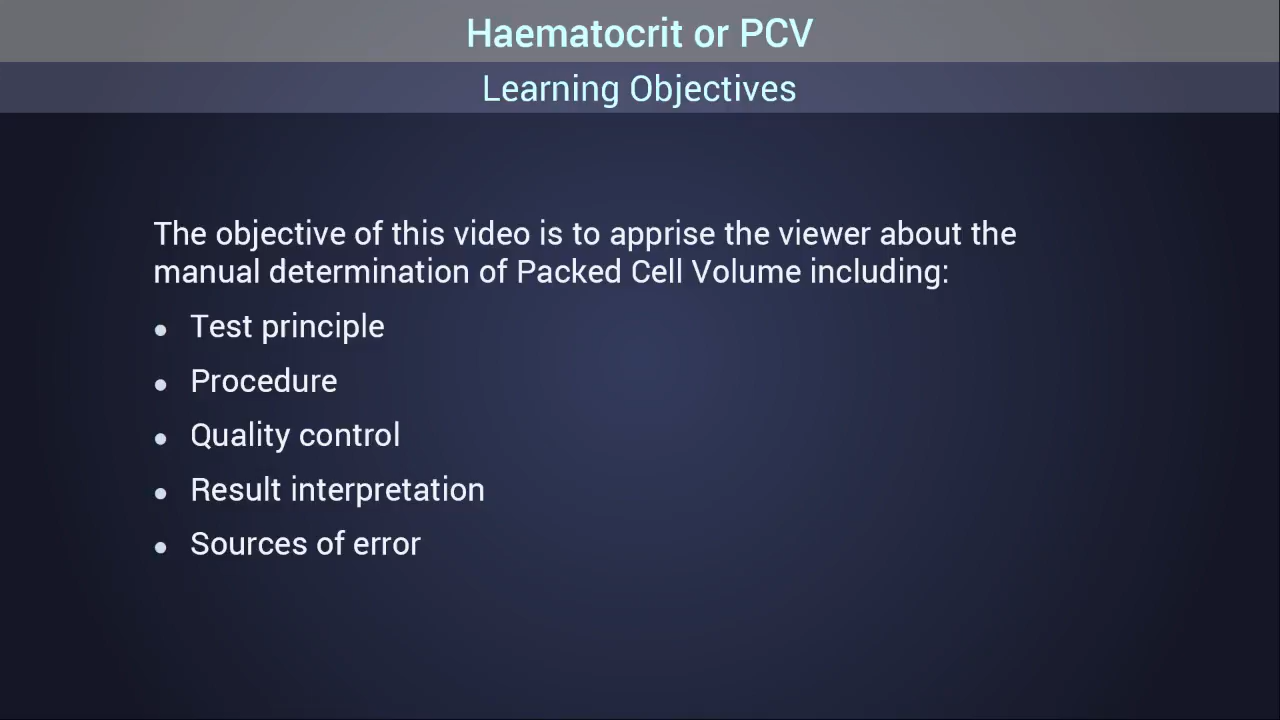 Haematocrit or PCV
Learning Objectives
The objective of this video is to apprise the viewer about the
manual determination of Packed Cell Volume including:
• Test principle
• Procedure
• Quality control
• Result interpretation
• Sources of error